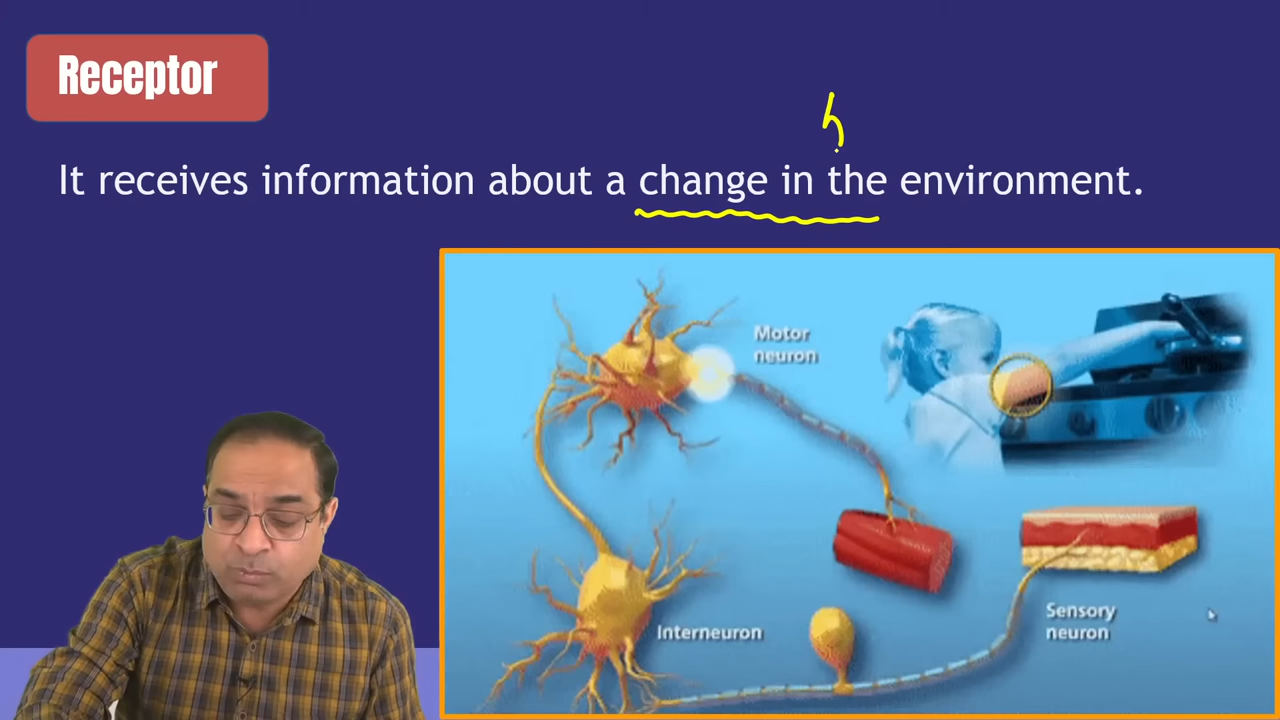 Receptor
It receives information about a change in the environment.
Motor
neuron
Interneuron
Sensory
neuron